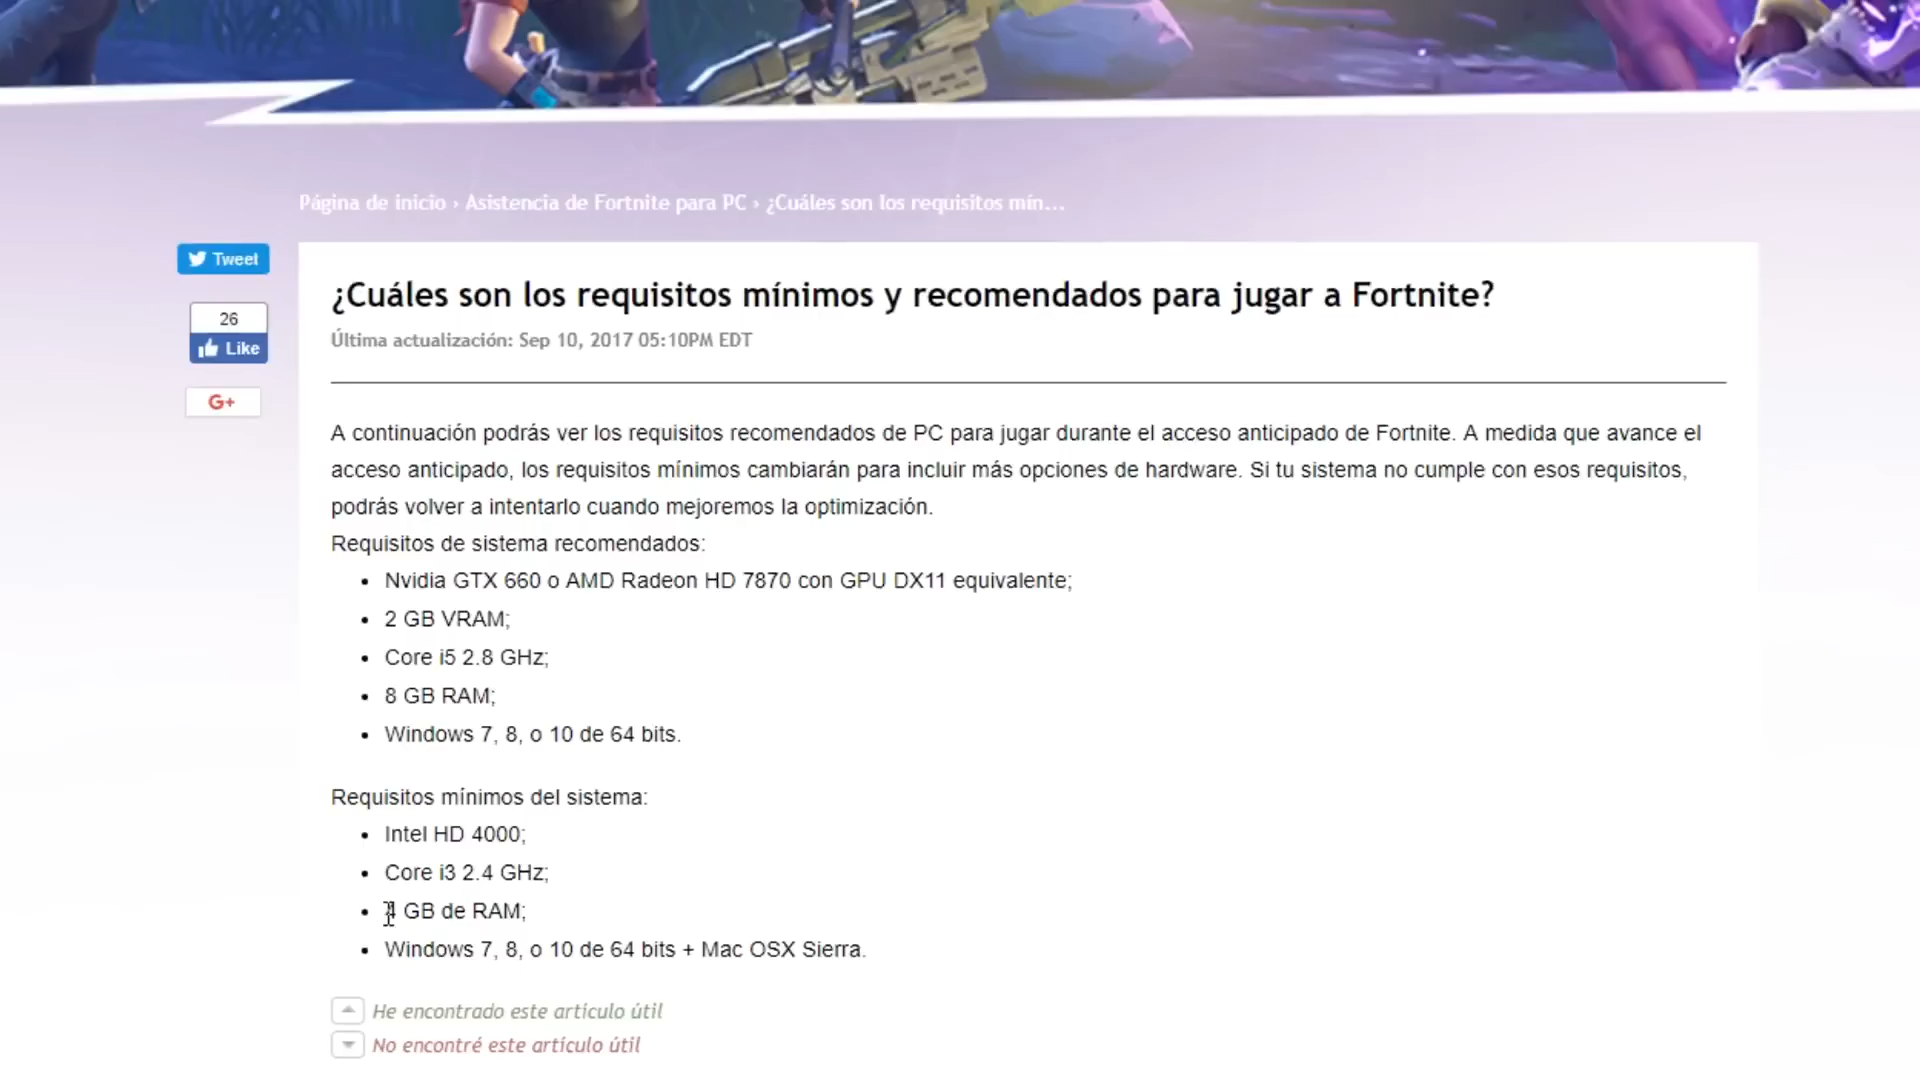 Página de inicio › Asistencia de Fortnite para PC › ¿Cuáles son los requisitos mín...
Tweet
26
Like
G+
¿Cuáles son los requisitos mínimos y recomendados para jugar a Fortnite?
Última actualización: Sep 10, 2017 05:10PM EDT
A continuación podrás ver los requisitos recomendados de PC para jugar durante el acceso anticipado de Fortnite. A medida que avance el
acceso anticipado, los requisitos mínimos cambiarán para incluir más opciones de hardware. Si tu sistema no cumple con esos requisitos,
podrás volver a intentarlo cuando mejoremos la optimización.
Requisitos de sistema recomendados:
• Nvidia GTX 660 o AMD Radeon HD 7870 con GPU DX11 equivalente;
• 2 GB VRAM;
• Core i5 2.8 GHz;
• 8 GB RAM;
• Windows 7, 8, o 10 de 64 bits.
Requisitos mínimos del sistema:
• Intel HD 4000;
• Core i3 2.4 GHz;
• 4 GB de RAM;
• Windows 7, 8, o 10 de 64 bits + Mac OSX Sierra.
He encontrado este artículo útil
No encontré este artículo útil